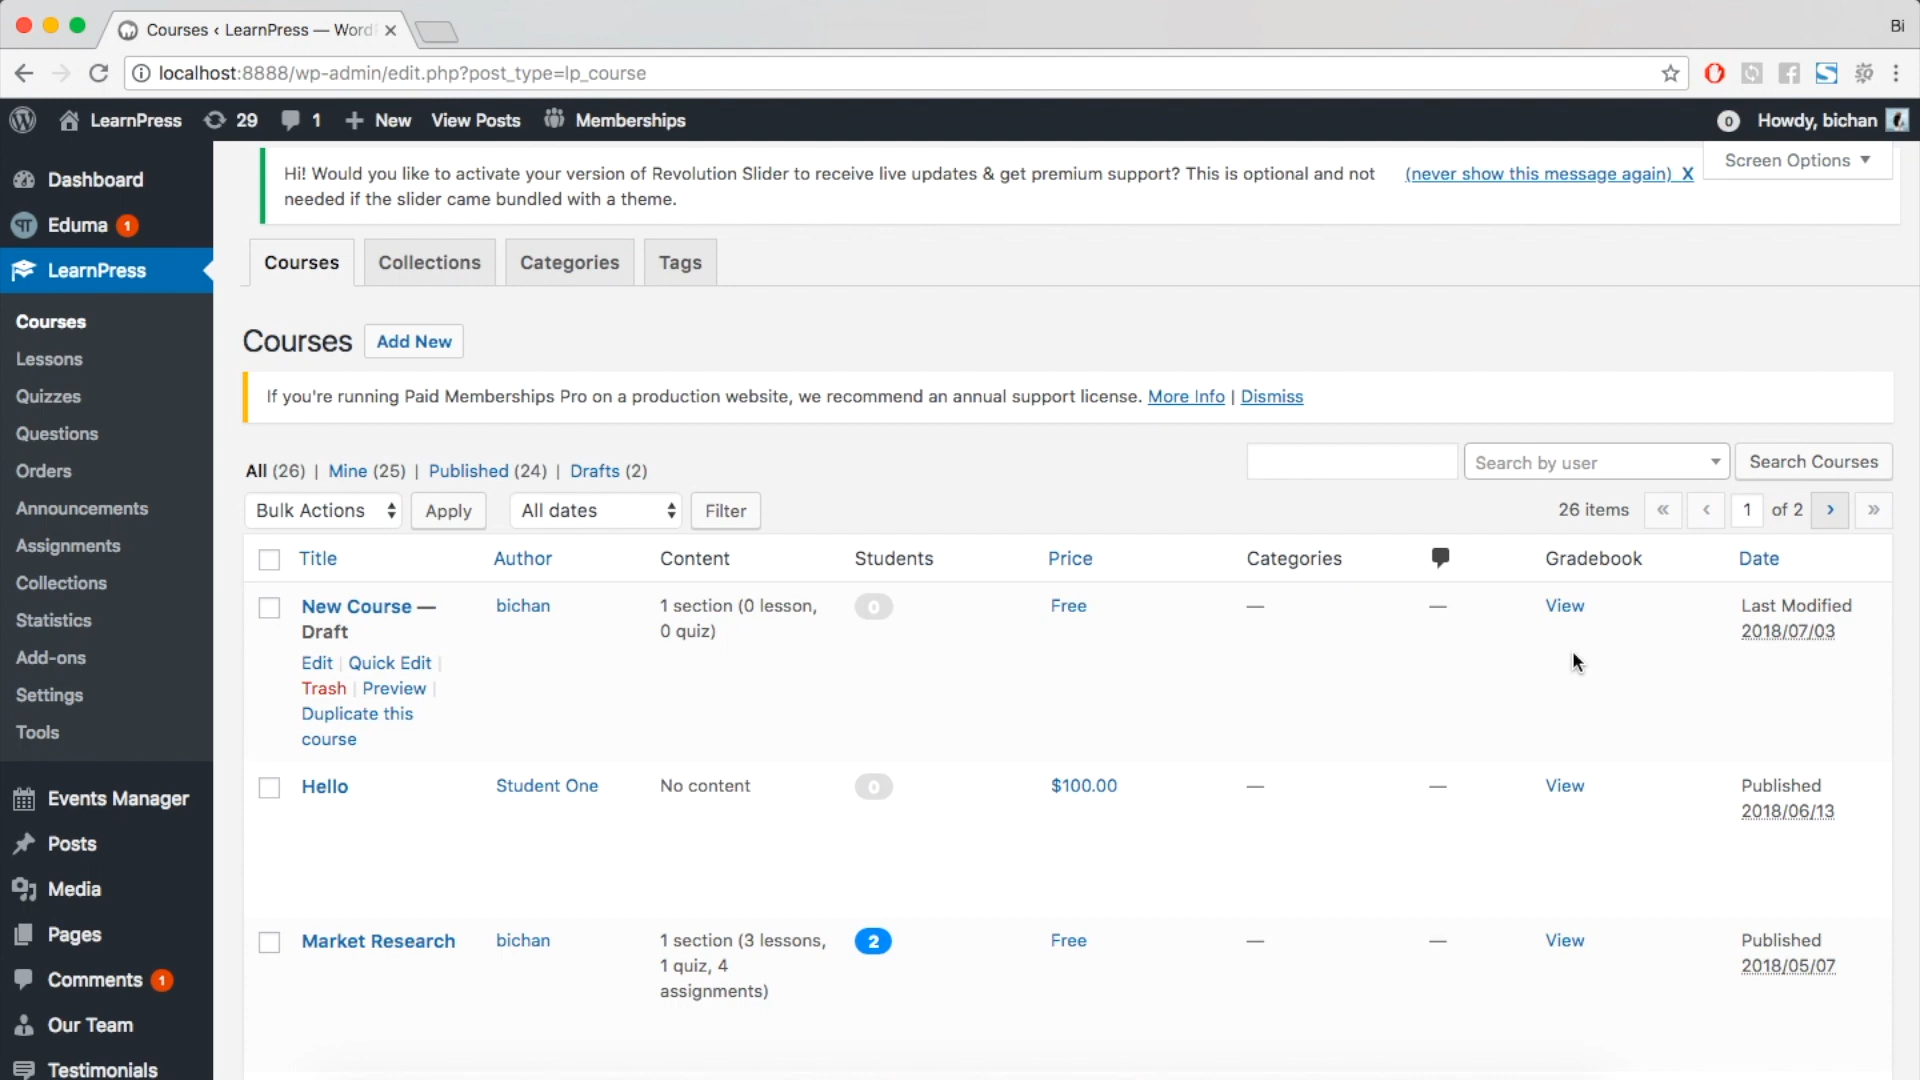 Courses ‹ LearnPress — Word
Bi
localhost:8888/wp-admin/edit.php?post_type=lp_course
LearnPress 29 1 New View Posts Memberships 0 Howdy, bichan
Dashboard
Eduma 1
LearnPress
Courses
Lessons
Quizzes
Questions
Orders
Announcements
Assignments
Collections
Statistics
Add-ons
Settings
Tools
Events Manager
Posts
Media
Pages
Comments 1
Our Team
Testimonials
Hi! Would you like to activate your version of Revolution Slider to receive live updates & get premium support? This is optional and not
needed if the slider came bundled with a theme.
(never show this message again) X
Screen Options
Courses Collections Categories Tags
Courses Add New
If you're running Paid Memberships Pro on a production website, we recommend an annual support license. More Info | Dismiss
All (26) | Mine (25) | Published (24) | Drafts (2)
Search by user Search Courses
Bulk Actions Apply All dates Filter
26 items « ‹ 1 of 2 › »
Title Author Content Students Price Categories Gradebook Date
New Course —
Draft
Edit | Quick Edit |
Trash | Preview |
Duplicate this
course
bichan
1 section (0 lesson,
0 quiz)
0
Free
—
—
View
Last Modified
2018/07/03
Hello
Student One
No content
0
$100.00
—
—
View
Published
2018/06/13
Market Research
bichan
1 section (3 lessons,
1 quiz, 4
assignments)
2
Free
—
—
View
Published
2018/05/07